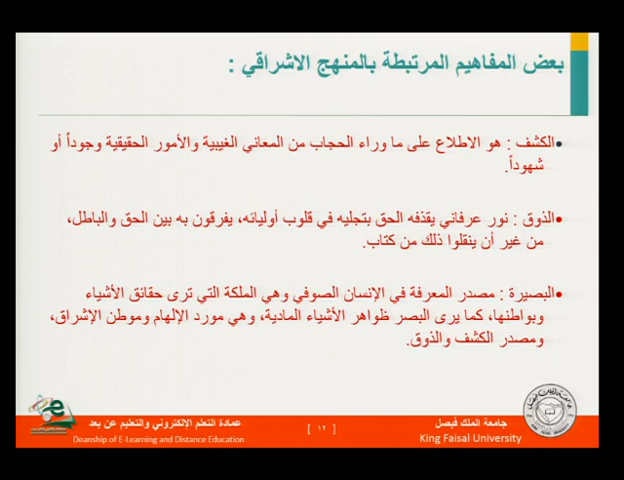 بعض المفاهيم المرتبطة بالمنهج الاشراقي :
•الكشف : هو الاطلاع على ما وراء الحجاب من المعاني الغيبية والأمور الحقيقية وجوداً أو
شهوداً.
•الذوق : نور عرفاني يقذفه الحق بتجليه في قلوب أوليائه، يفرقون به بين الحق والباطل،
من غير أن ينقلوا ذلك من كتاب.
•البصيرة : مصدر المعرفة في الإنسان الصوفي وهي الملكة التي ترى حقائق الأشياء
وبواطنها، كما يرى البصر ظواهر الأشياء المادية، وهي مورد الإلهام وموطن الإشراق،
ومصدر الكشف والذوق.
جامعة الملك فيصل
King Faisal University
[ ١٢ ]
عمادة التعلم الإلكتروني والتعليم عن بعد
Deanship of E-Learning and Distance Education